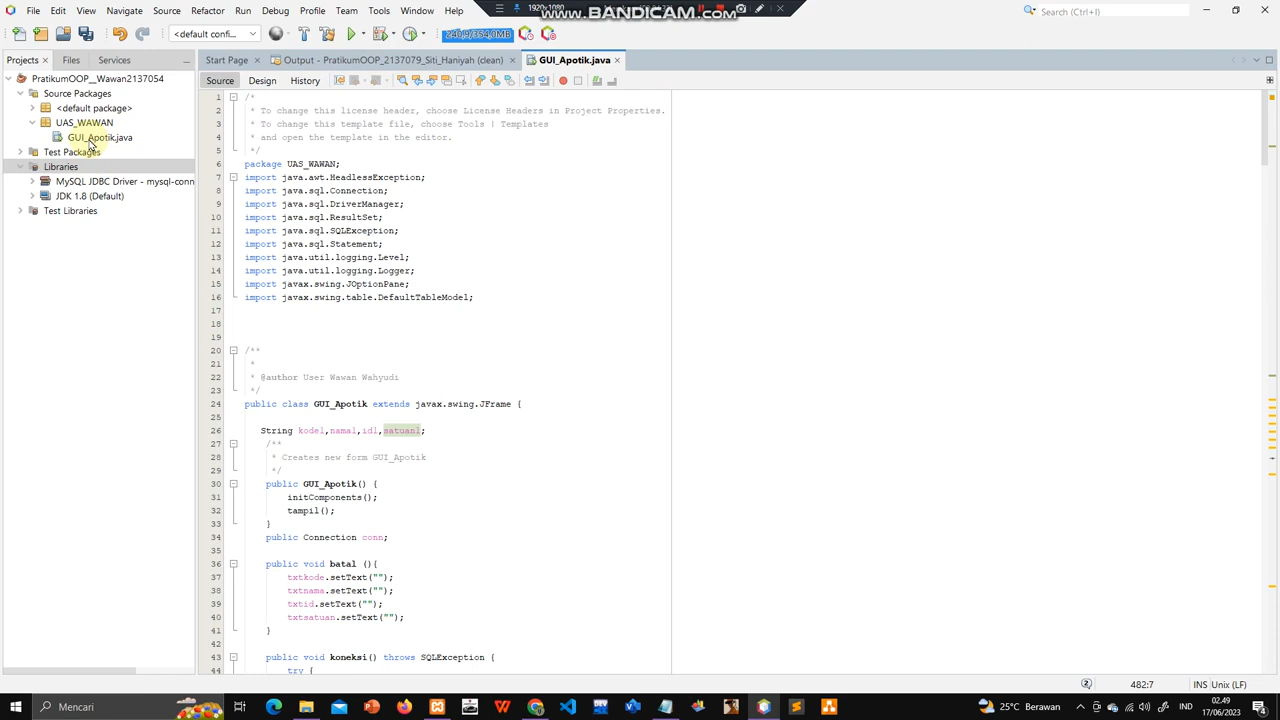 File Edit View Navigate Source Refactor Run Debug Profile Team Tools Window Help
www.BANDICAM.com
Search (Ctrl+I)
<default confi...
240,9/354,0MB
Projects × Files Services
Start Page Output - PratikumOOP_2137079_Siti_Haniyah (clean) GUI_Apotik.java
Source Design History
PratikumOOP__Wawan2137054
Source Packages
<default package>
UAS_WAWAN
GUI_Apotik.java
Test Packages
Libraries
MySQL JDBC Driver - mysql-conn
JDK 1.8 (Default)
Test Libraries
1 /*
2 * To change this license header, choose License Headers in Project Properties.
3 * To change this template file, choose Tools | Templates
4 * and open the template in the editor.
5 */
6 package UAS_WAWAN;
7 import java.awt.HeadlessException;
8 import java.sql.Connection;
9 import java.sql.DriverManager;
10 import java.sql.ResultSet;
11 import java.sql.SQLException;
12 import java.sql.Statement;
13 import java.util.logging.Level;
14 import java.util.logging.Logger;
15 import javax.swing.JOptionPane;
16 import javax.swing.table.DefaultTableModel;
17
18
19
20 /**
21 *
22 * @author User Wawan Wahyudi
23 */
24 public class GUI_Apotik extends javax.swing.JFrame {
25
26 String kodel,namal,idl,satuanl;
27 /**
28 * Creates new form GUI_Apotik
29 */
30 public GUI_Apotik() {
31 initComponents();
32 tampil();
33 }
34 public Connection conn;
35
36 public void batal (){
37 txtkode.setText("");
38 txtnama.setText("");
39 txtid.setText("");
40 txtsatuan.setText("");
41 }
42
43 public void koneksi() throws SQLException {
44 try {
482:7 INS Unix (LF)
Mencari
25°C Berawan
IND
02.49
17/06/2023